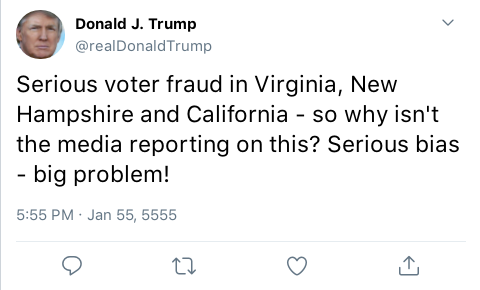 Donald J. Trump
@realDonaldTrump
Serious voter fraud in Virginia, New
Hampshire and California - so why isn't
the media reporting on this? Serious bias
- big problem!
5:55 PM · Jan 55, 5555